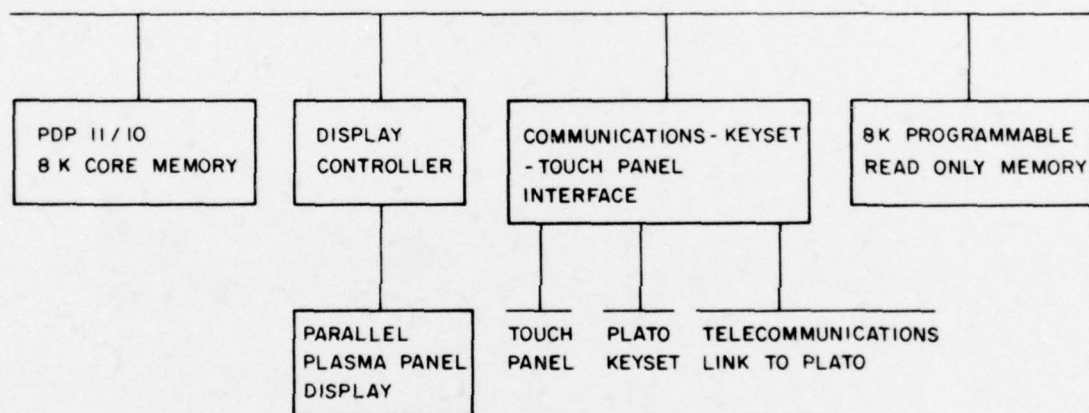 PDP 11/10
8K CORE MEMORY
DISPLAY
CONTROLLER
COMMUNICATIONS - KEYSET
- TOUCH PANEL
INTERFACE
8K PROGRAMMABLE
READ ONLY MEMORY
PARALLEL
PLASMA PANEL
DISPLAY
TOUCH
PANEL
PLATO
KEYSET
TELECOMMUNICATIONS
LINK TO PLATO